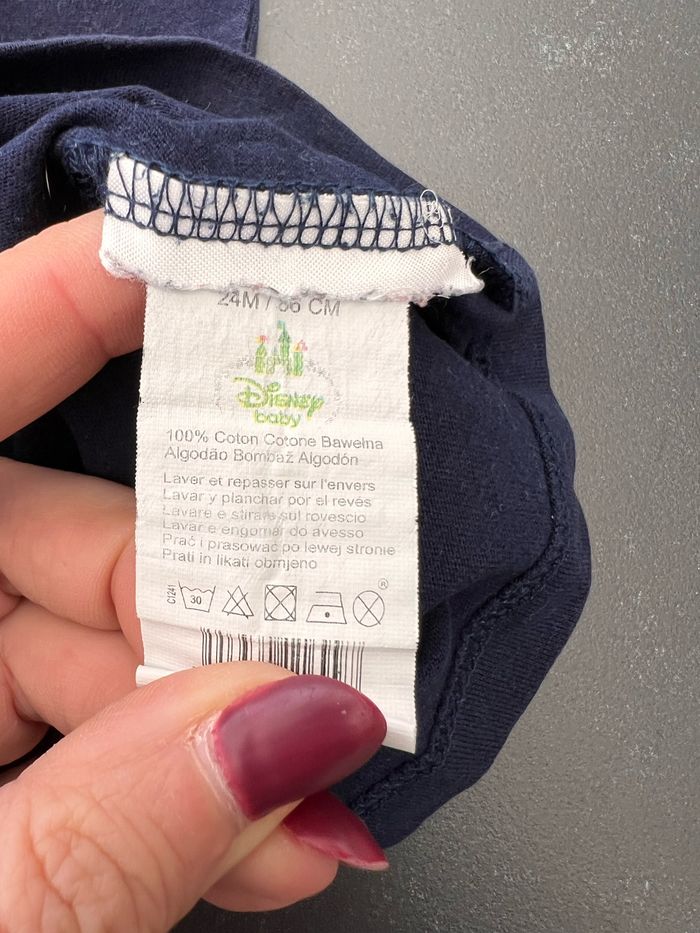 24M / 86 CM
Disney
baby
100% Coton Cotone Bawełna
Algodão Bombaž Algodón
Laver et repasser sur l'envers
Lavar y planchar por el revés
Lavare e stirare sul rovescio
Lavar e engomar do avesso
Prać i prasować po lewej stronie
Prati in likati obrnjeno
C1241
30
®